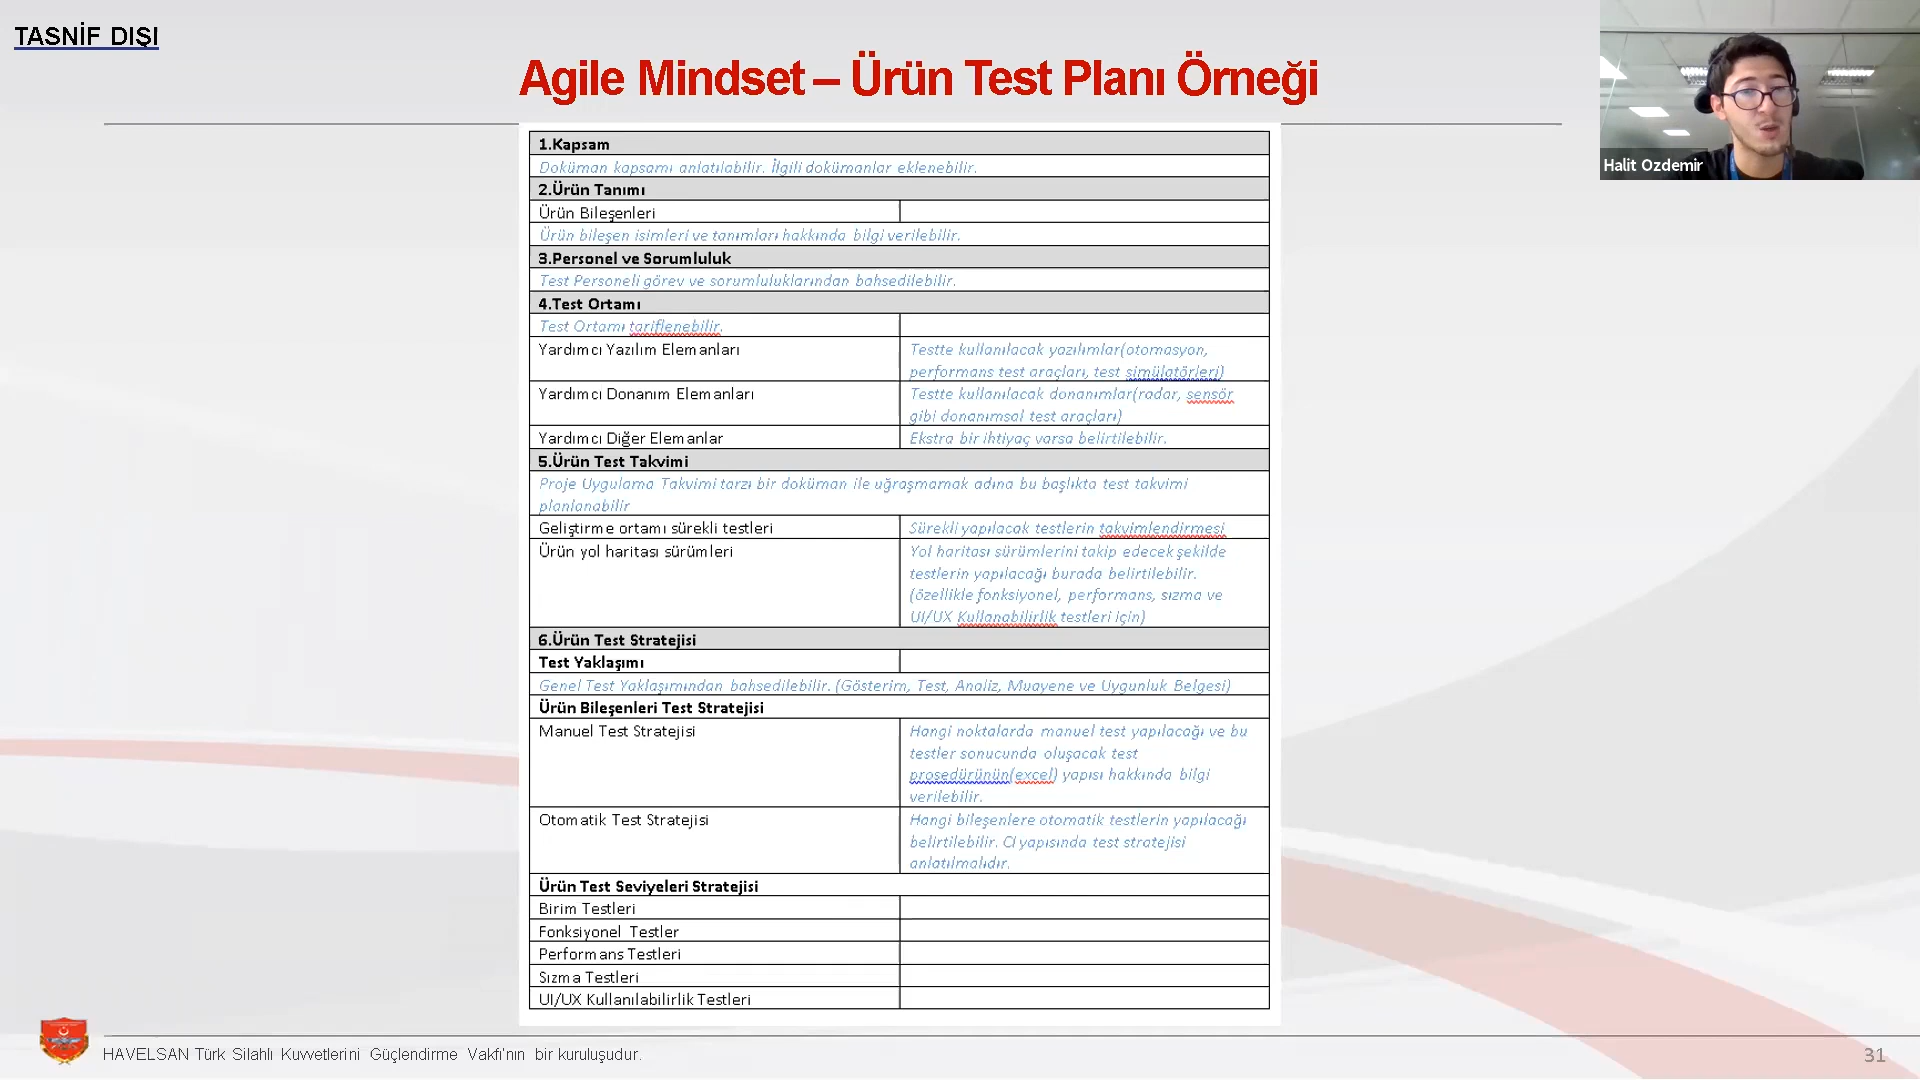 TASNİF DIŞI
Agile Mindset – Ürün Test Planı Örneği
Halit Ozdemir
1.Kapsam
Doküman kapsamı anlatılabilir. İlgili dokümanlar eklenebilir.
2.Ürün Tanımı
Ürün Bileşenleri
Ürün bileşen isimleri ve tanımları hakkında bilgi verilebilir.
3.Personel ve Sorumluluk
Test Personeli görev ve sorumluluklarından bahsedilebilir.
4.Test Ortamı
Test Ortamı tariflenebilir.
Yardımcı Yazılım Elemanları
Testte kullanılacak yazılımlar(otomasyon,
performans test araçları, test simülatörleri)
Yardımcı Donanım Elemanları
Testte kullanılacak donanımlar(radar, sensör
gibi donanımsal test araçları)
Yardımcı Diğer Elemanlar
Ekstra bir ihtiyaç varsa belirtilebilir.
5.Ürün Test Takvimi
Proje Uygulama Takvimi tarzı bir doküman ile uğraşmamak adına bu başlıkta test takvimi
planlanabilir
Geliştirme ortamı sürekli testleri
Sürekli yapılacak testlerin takvimlendirmesi
Ürün yol haritası sürümleri
Yol haritası sürümlerini takip edecek şekilde
testlerin yapılacağı burada belirtilebilir.
(özellikle fonksiyonel, performans, sızma ve
UI/UX Kullanabilirlik testleri için)
6.Ürün Test Stratejisi
Test Yaklaşımı
Genel Test Yaklaşımından bahsedilebilir. (Gösterim, Test, Analiz, Muayene ve Uygunluk Belgesi)
Ürün Bileşenleri Test Stratejisi
Manuel Test Stratejisi
Hangi noktalarda manuel test yapılacağı ve bu
testler sonucunda oluşacak test
prosedürünün(excel) yapısı hakkında bilgi
verilebilir.
Otomatik Test Stratejisi
Hangi bileşenlere otomatik testlerin yapılacağı
belirtilebilir. CI yapısında test stratejisi
anlatılmalıdır.
Ürün Test Seviyeleri Stratejisi
Birim Testleri
Fonksiyonel Testler
Performans Testleri
Sızma Testleri
UI/UX Kullanılabilirlik Testleri
HAVELSAN Türk Silahlı Kuvvetlerini Güçlendirme Vakfı'nın bir kuruluşudur.
31